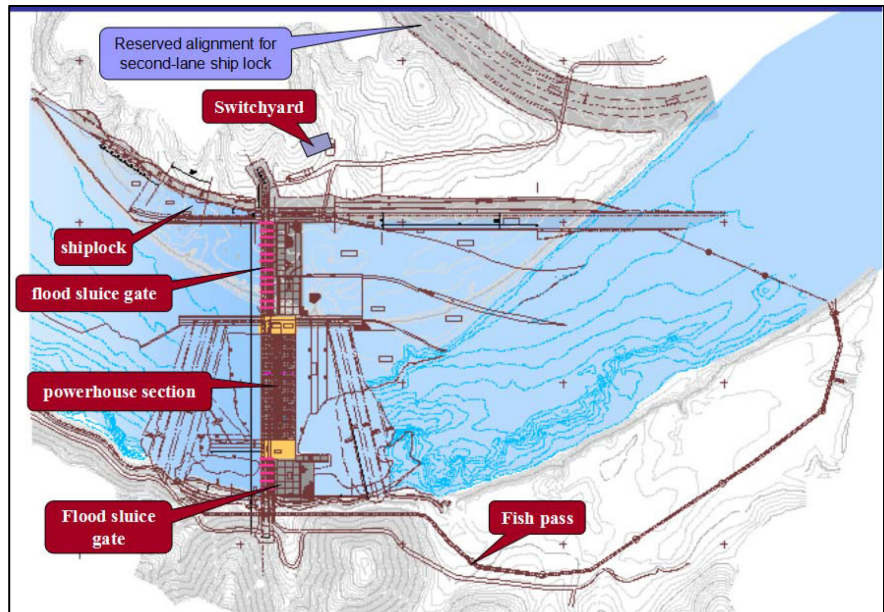 Reserved alignment for
second-lane ship lock
Switchyard
shiplock
flood sluice gate
powerhouse section
Flood sluice
gate
Fish pass